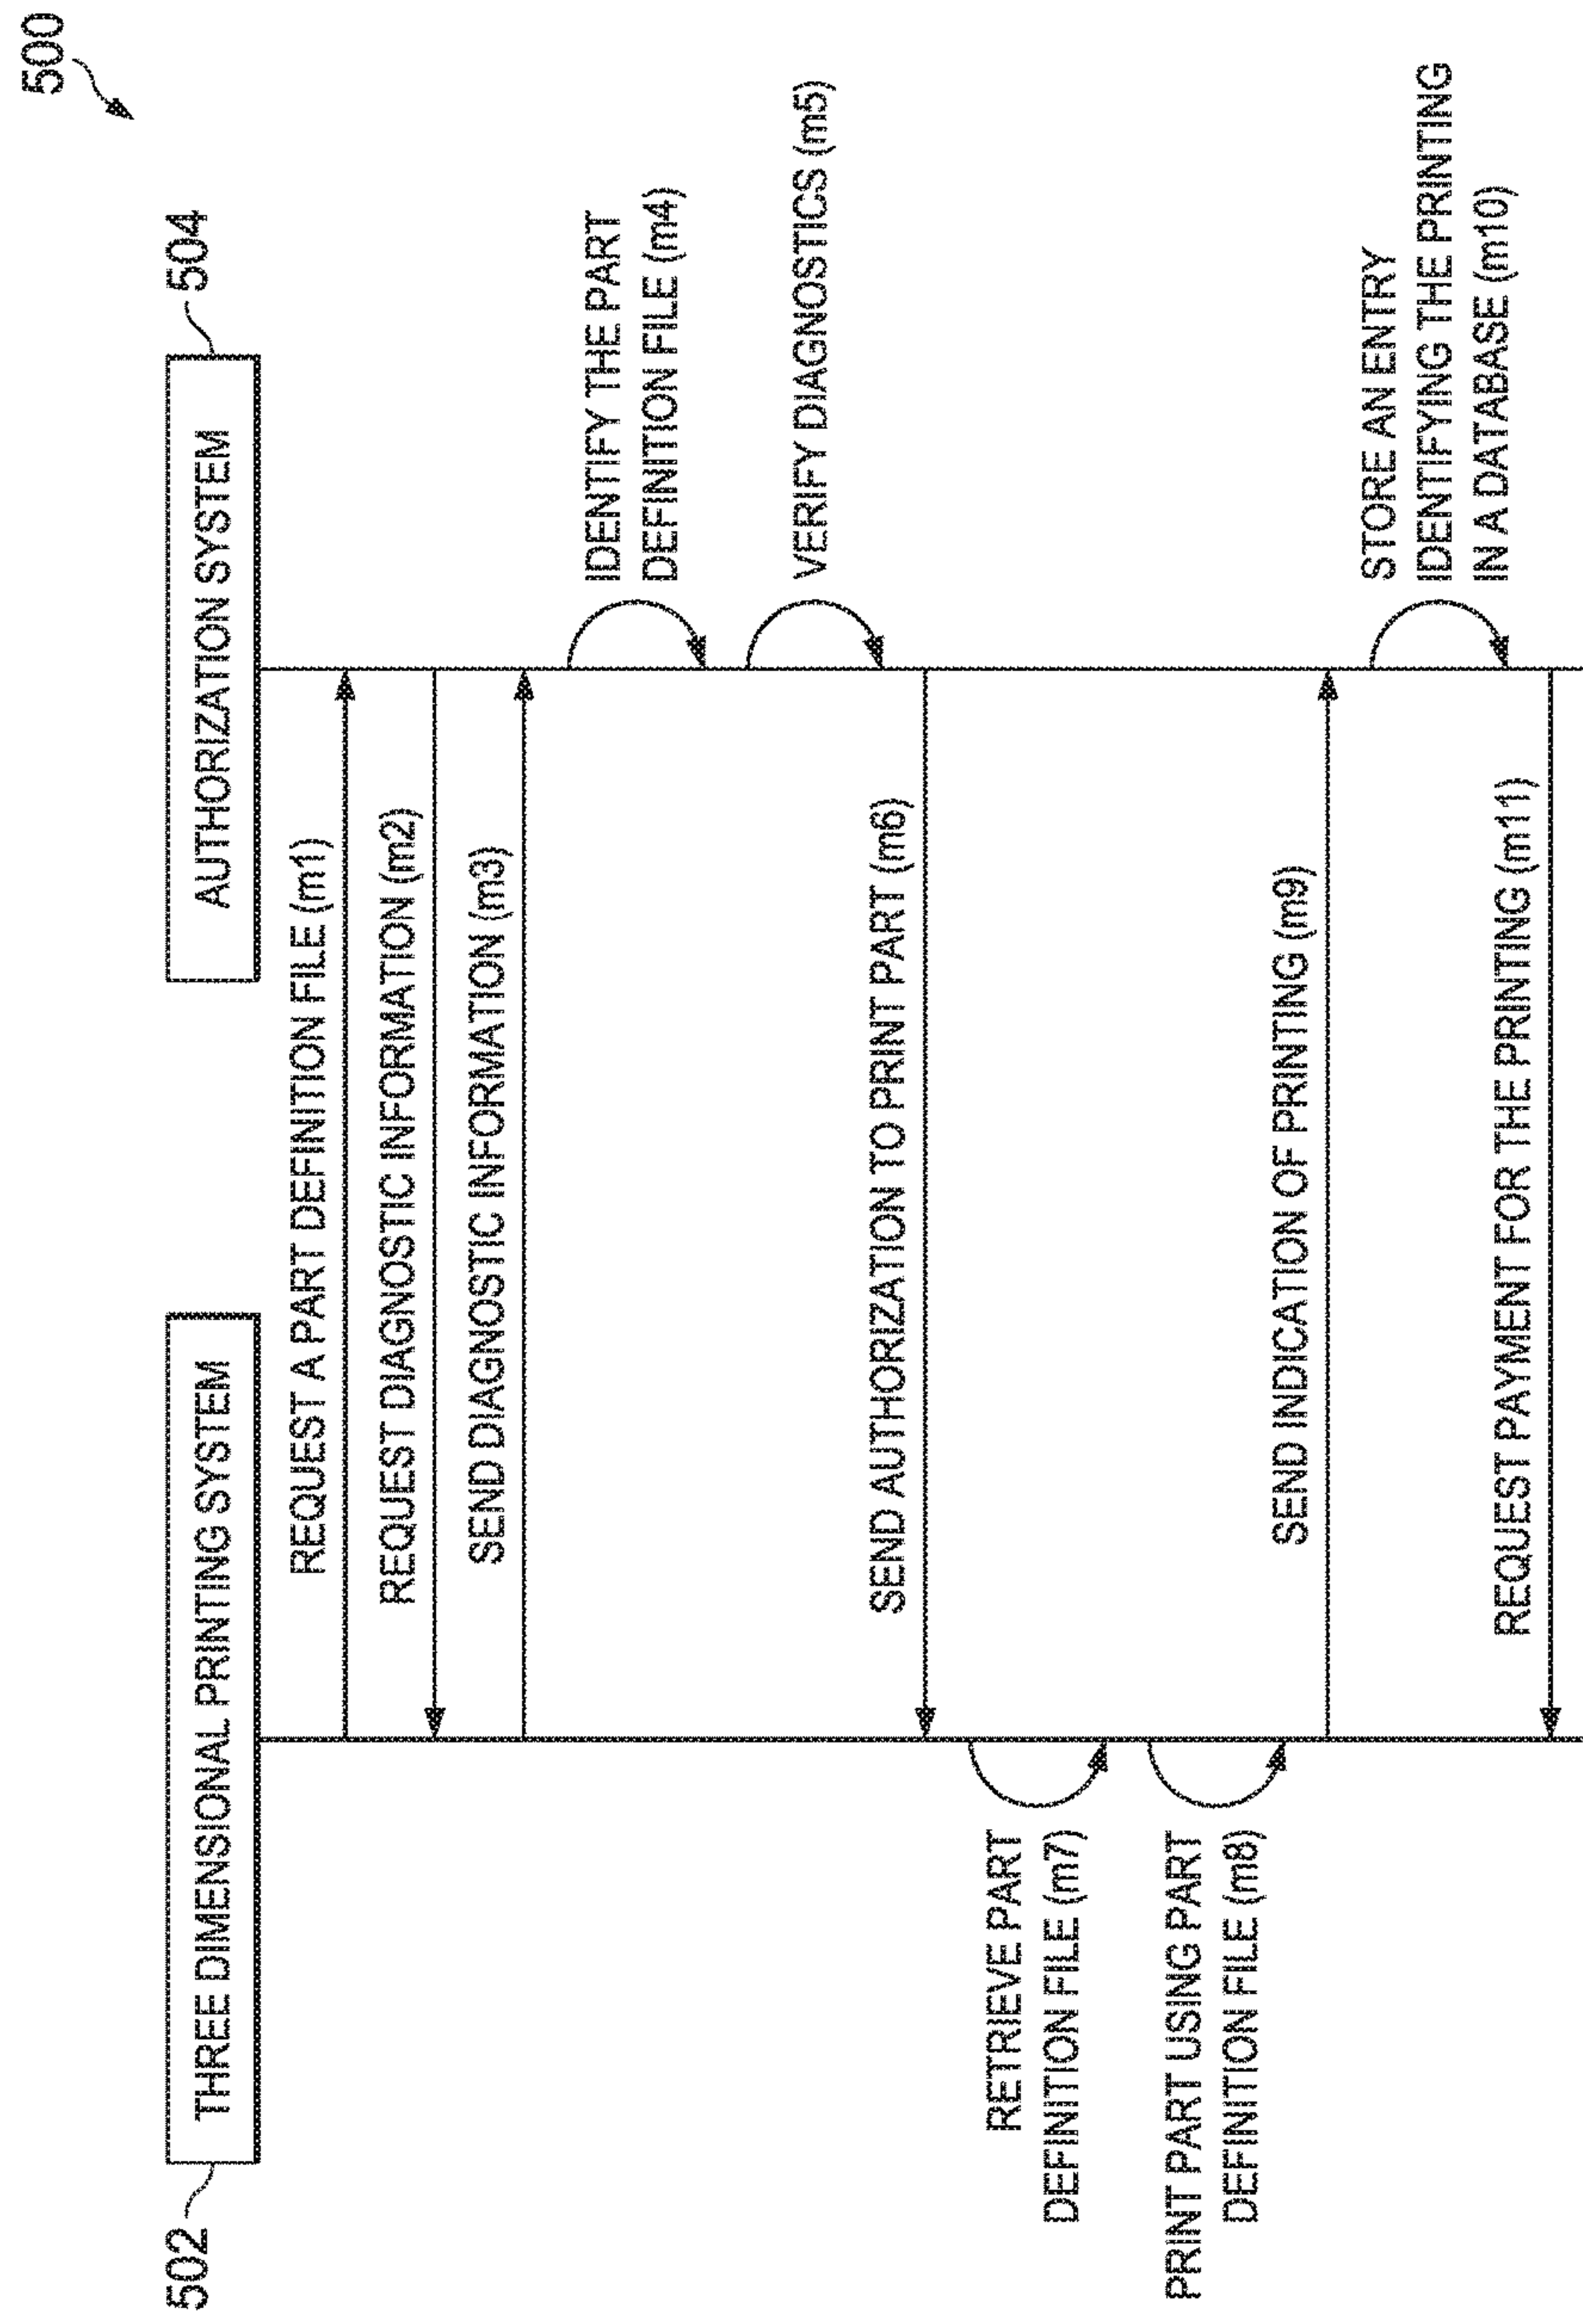 500
502
THREE DIMENSIONAL PRINTING SYSTEM
AUTHORIZATION SYSTEM
504
REQUEST A PART DEFINITION FILE (m1)
REQUEST DIAGNOSTIC INFORMATION (m2)
SEND DIAGNOSTIC INFORMATION (m3)
IDENTIFY THE PART
DEFINITION FILE (m4)
VERIFY DIAGNOSTICS (m5)
SEND AUTHORIZATION TO PRINT PART (m6)
RETRIEVE PART
DEFINITION FILE (m7)
PRINT PART USING PART
DEFINITION FILE (m8)
SEND INDICATION OF PRINTING (m9)
STORE AN ENTRY
IDENTIFYING THE PRINTING
IN A DATABASE (m10)
REQUEST PAYMENT FOR THE PRINTING (m11)